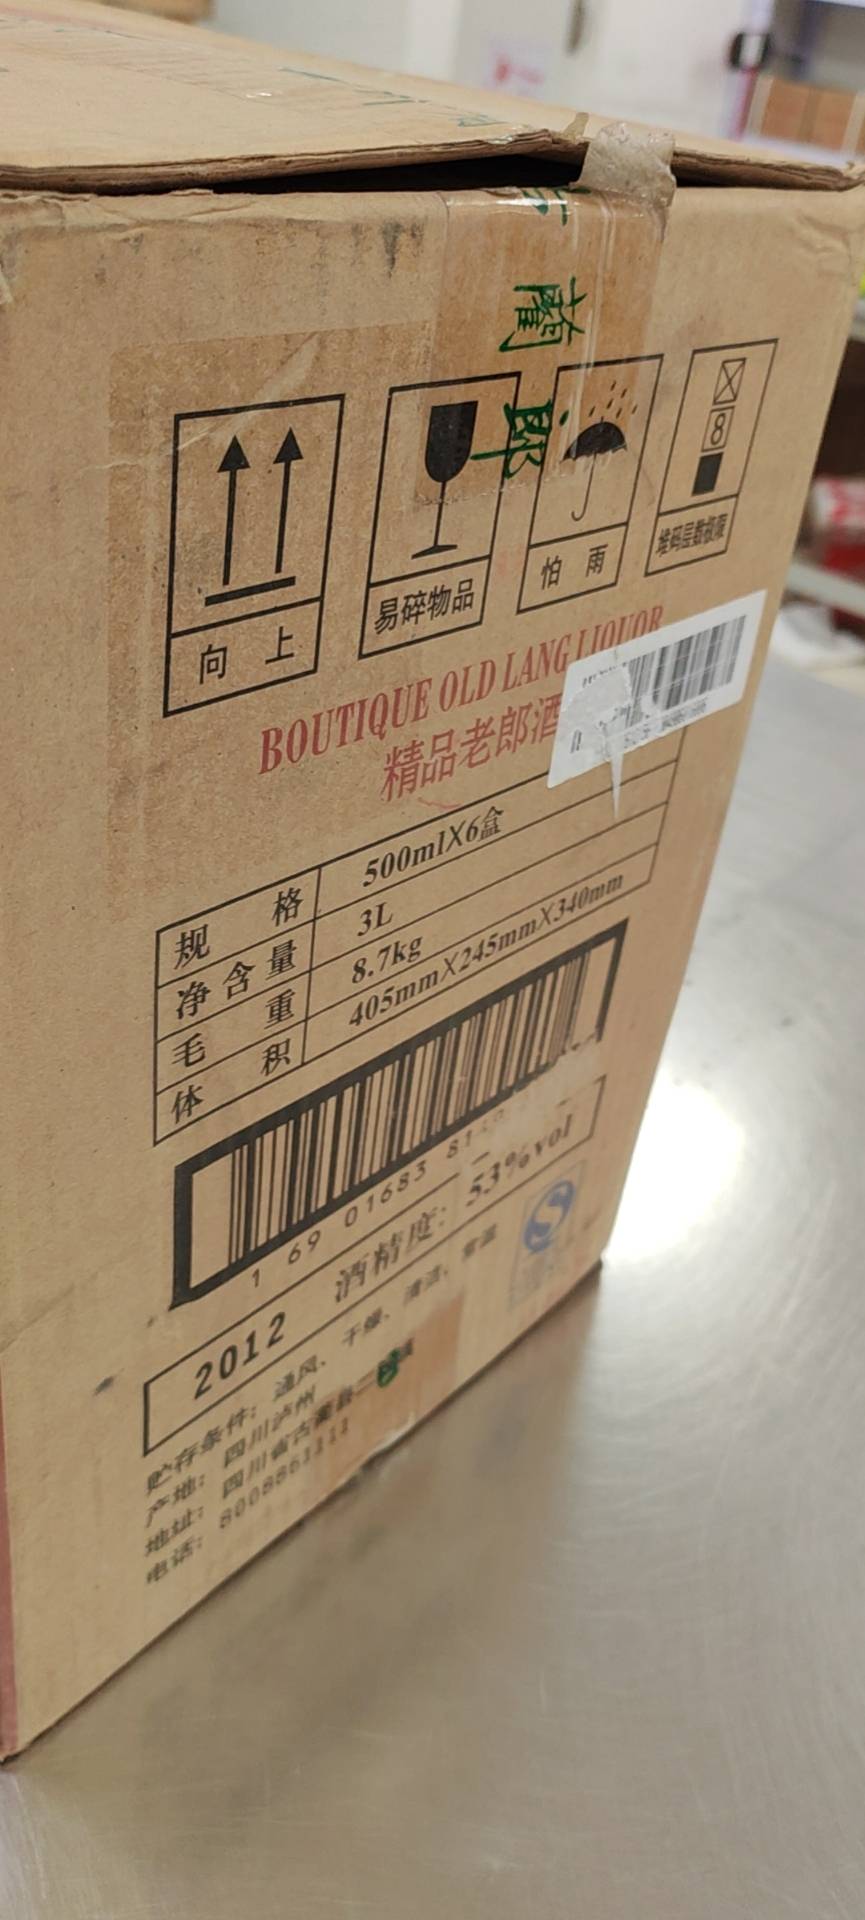 蔺
郎
8
向 上
易碎物品
怕 雨
堆码层数极限
BOUTIQUE OLD LANG LIQUOR
精品老郎酒
规 格 500mlX6盒
净含量 3L
毛 重 8.7kg
体 积 405mmX245mmX340mm
1 69 01683 81
2012 酒精度: 53%vol
贮存条件: 通风、干燥、清洁、常温
产地: 四川泸州
地址: 四川省古蔺县二郎镇
电话: 8008861111